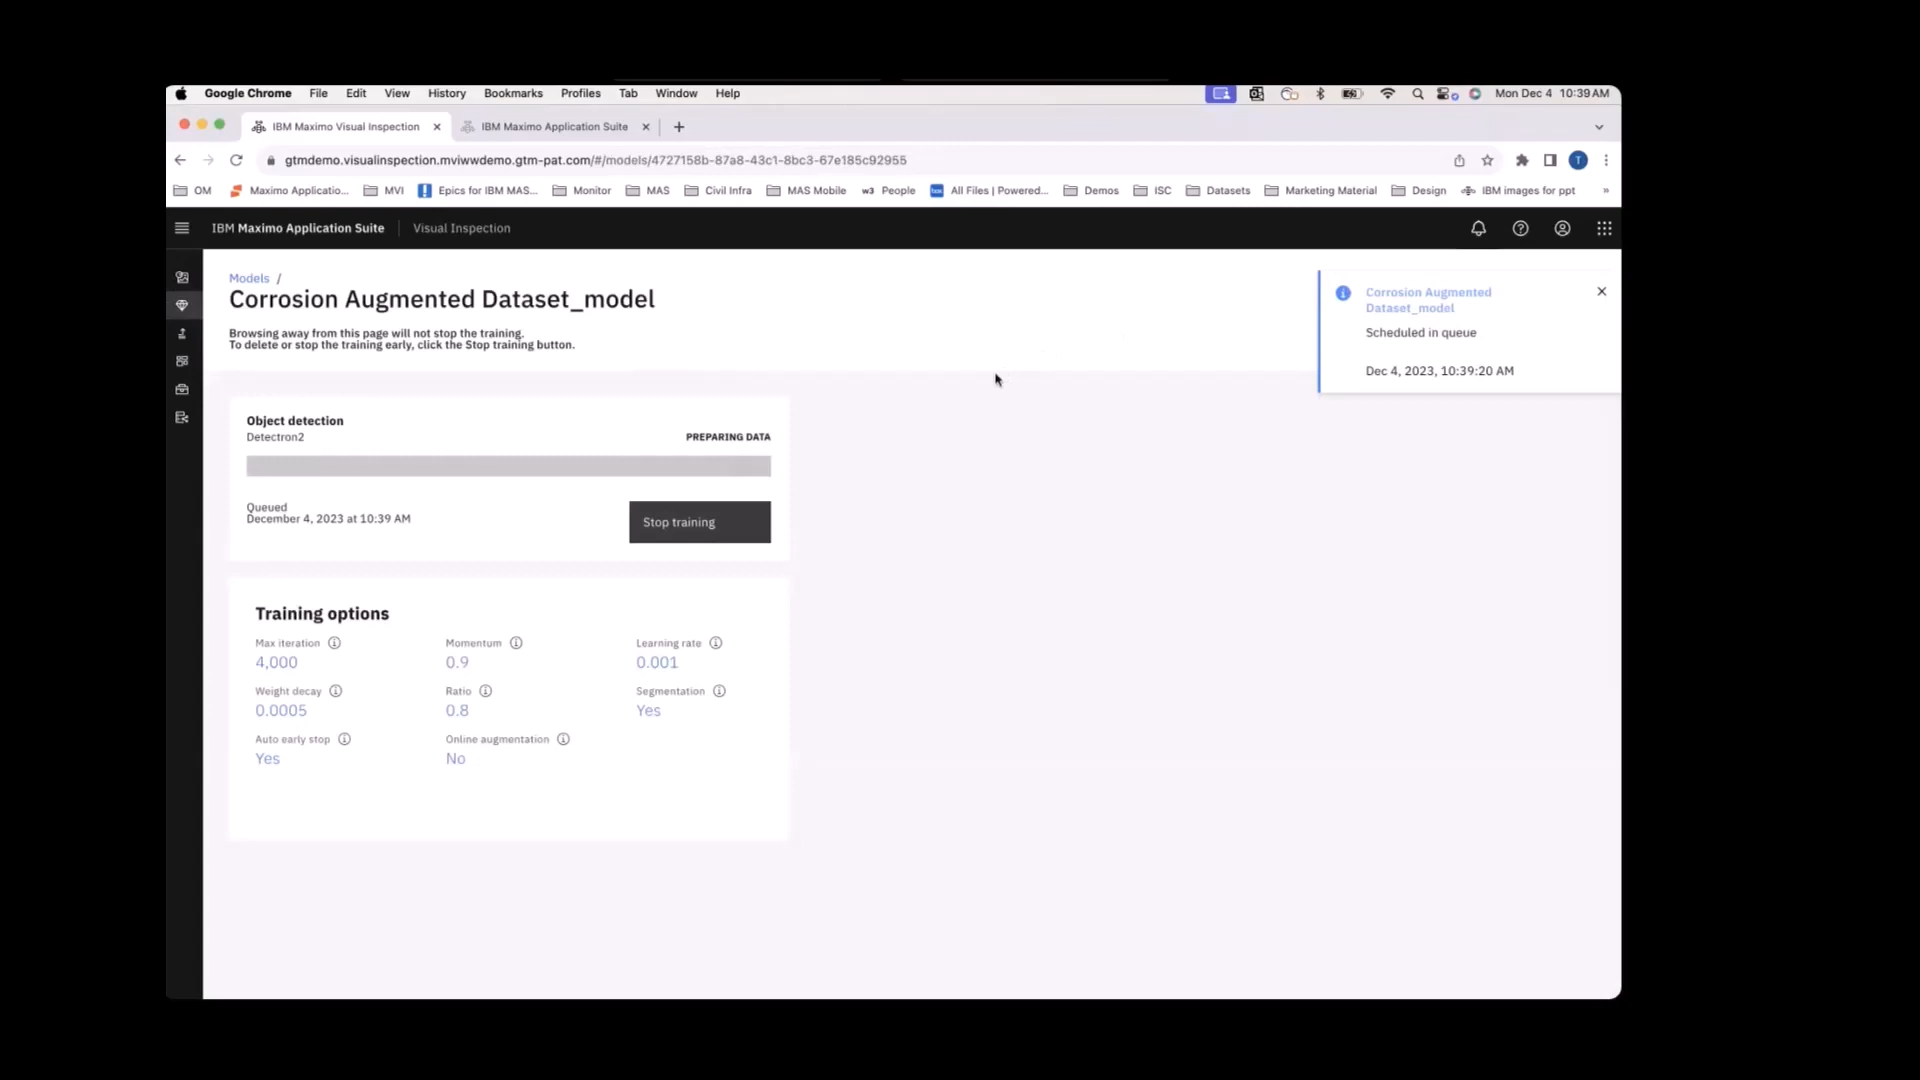 Google Chrome File Edit View History Bookmarks Profiles Tab Window Help Mon Dec 4 10:39 AM
IBM Maximo Visual Inspection IBM Maximo Application Suite
gtmdemo.visualinspection.mviwwdemo.gtm-pat.com/#/models/4727158b-87a8-43c1-8bc3-67e185c92955 T
OM Maximo Applicatio... MVI Epics for IBM MAS... Monitor MAS Civil Infra MAS Mobile w3 People box All Files | Powered... Demos ISC Datasets Marketing Material Design IBM images for ppt »
IBM Maximo Application Suite Visual Inspection
Models /
Corrosion Augmented Dataset_model
Browsing away from this page will not stop the training.
To delete or stop the training early, click the Stop training button.
Corrosion Augmented
Dataset_model
Scheduled in queue
Dec 4, 2023, 10:39:20 AM
Object detection
Detectron2 PREPARING DATA
Queued
December 4, 2023 at 10:39 AM
Stop training
Training options
Max iteration Momentum Learning rate
4,000 0.9 0.001
Weight decay Ratio Segmentation
0.0005 0.8 Yes
Auto early stop Online augmentation
Yes No